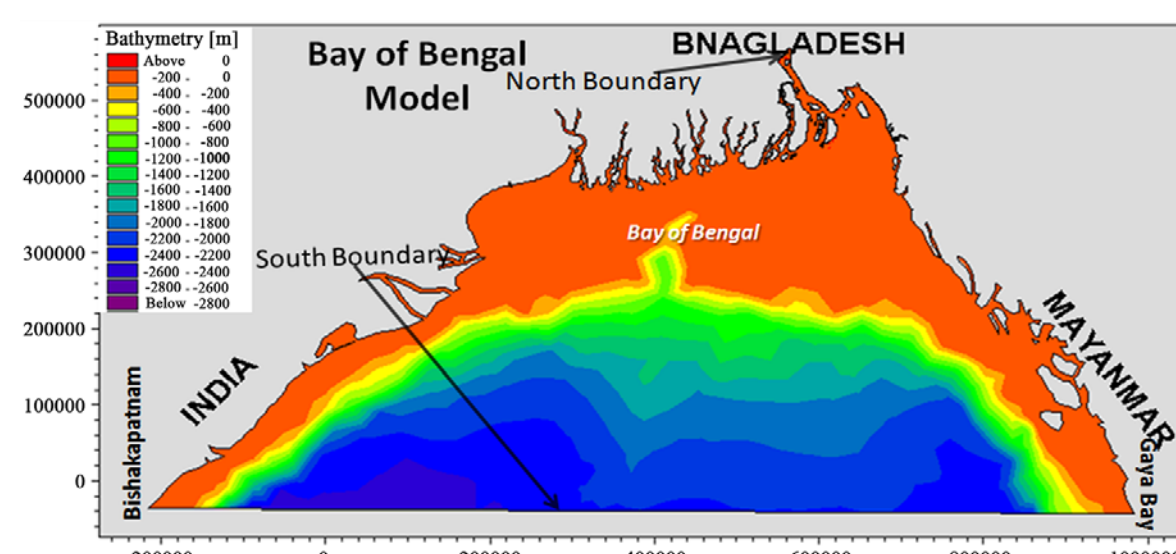 Bathymetry [m]
Above 0
-200 - 0
-400 - -200
-600 - -400
-800 - -600
-1000 - -800
-1200 - -1000
-1400 - -1200
-1600 - -1400
-1800 - -1600
-2000 - -1800
-2200 - -2000
-2400 - -2200
-2600 - -2400
-2800 - -2600
Below -2800
Bay of Bengal
Model
BNAGLADESH
North Boundary
500000
400000
300000
200000
100000
0
Bay of Bengal
South Boundary
INDIA
Bishakapatnam
MAYANMAR
Gaya Bay